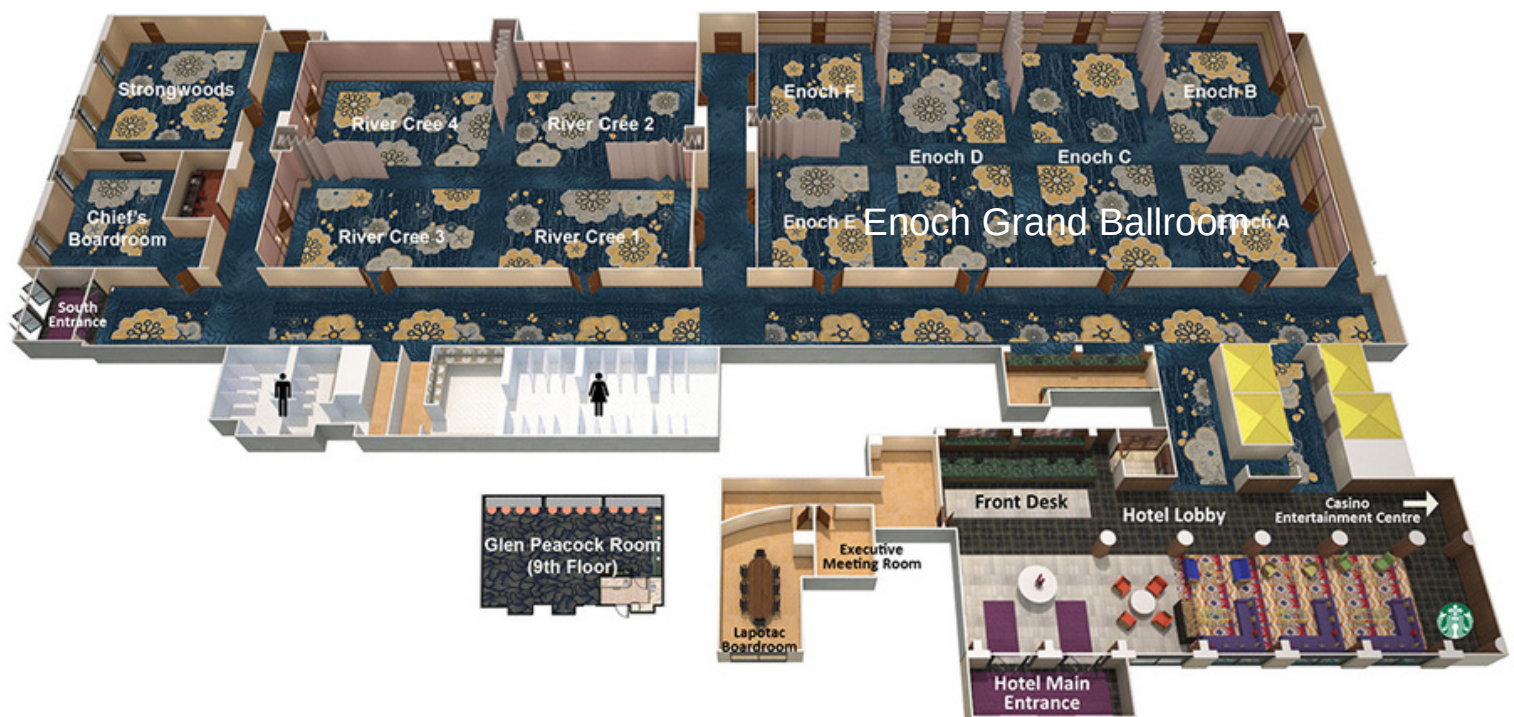 Strongwoods
River Cree 4
River Cree 2
Enoch F
Enoch B
Enoch D
Enoch C
Chief's
Boardroom
River Cree 3
River Cree 1
Enoch E
Enoch Grand Ballroom
Enoch A
South
Entrance
Front Desk
Hotel Lobby
Casino
Entertainment Centre
Glen Peacock Room
(9th Floor)
Executive
Meeting Room
Lapotac
Boardroom
Hotel Main
Entrance